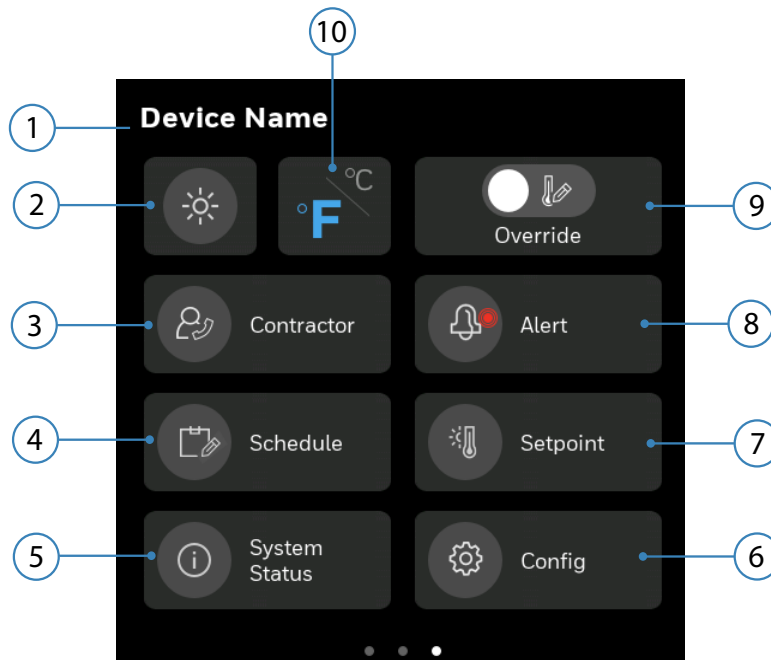 10
1
Device Name
2
°C
°F
Override
9
3
Contractor
Alert
8
4
Schedule
Setpoint
7
5
System
Status
Config
6